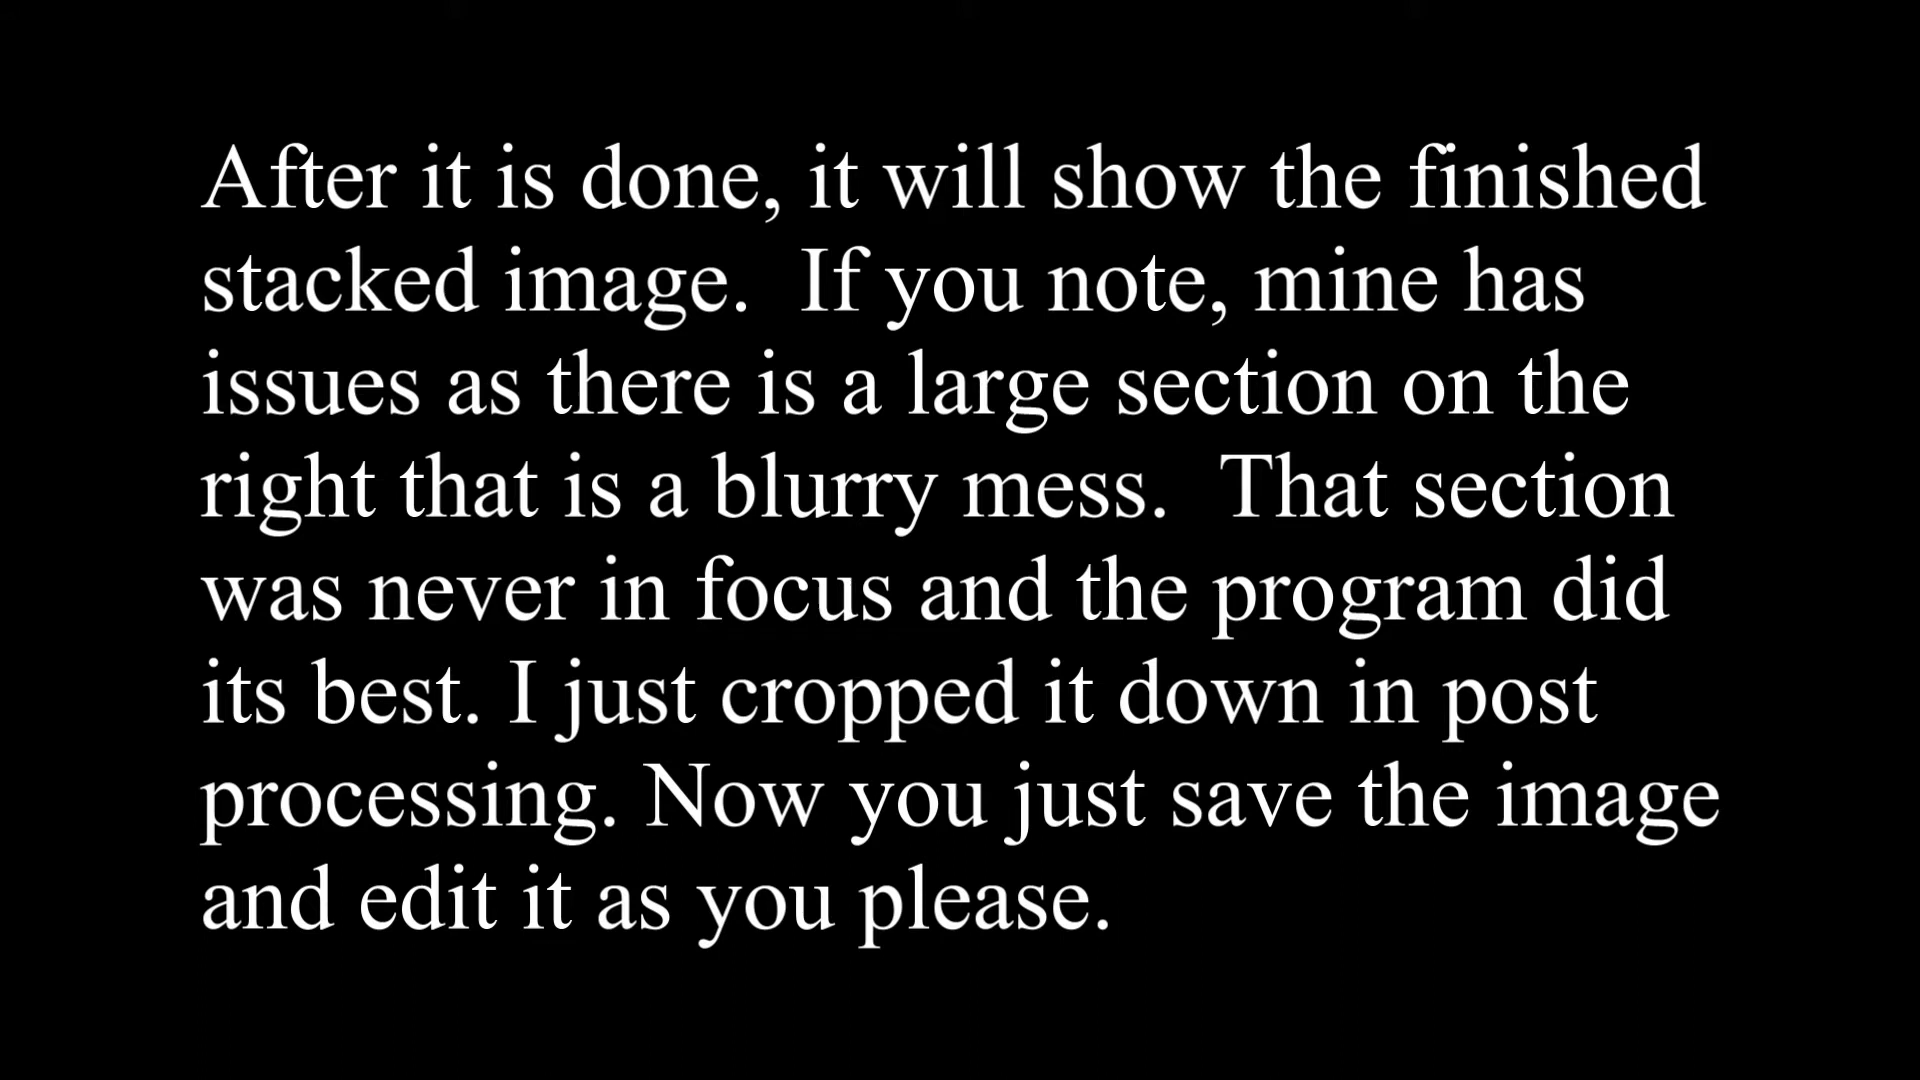 After it is done, it will show the finished
stacked image.  If you note, mine has
issues as there is a large section on the
right that is a blurry mess.  That section
was never in focus and the program did
its best. I just cropped it down in post
processing. Now you just save the image
and edit it as you please.